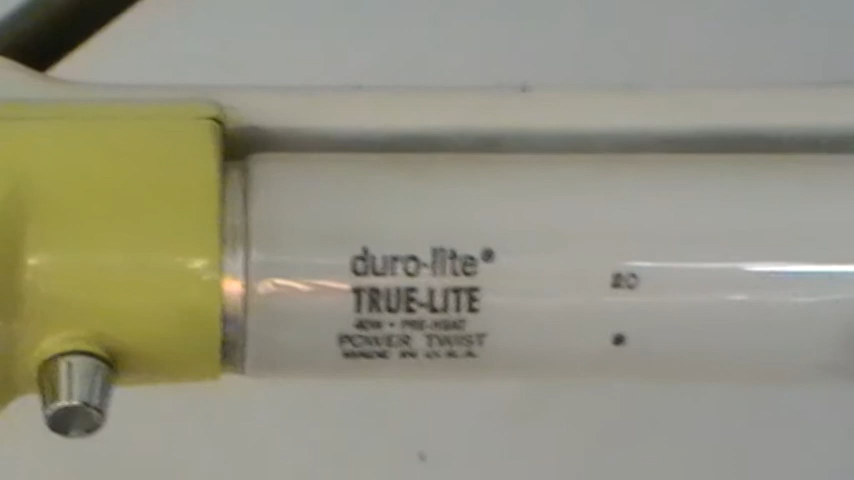 duro-lite®
TRUE-LITE
40W • PRE-HEAT
POWER TWIST
MADE IN U.S.A.